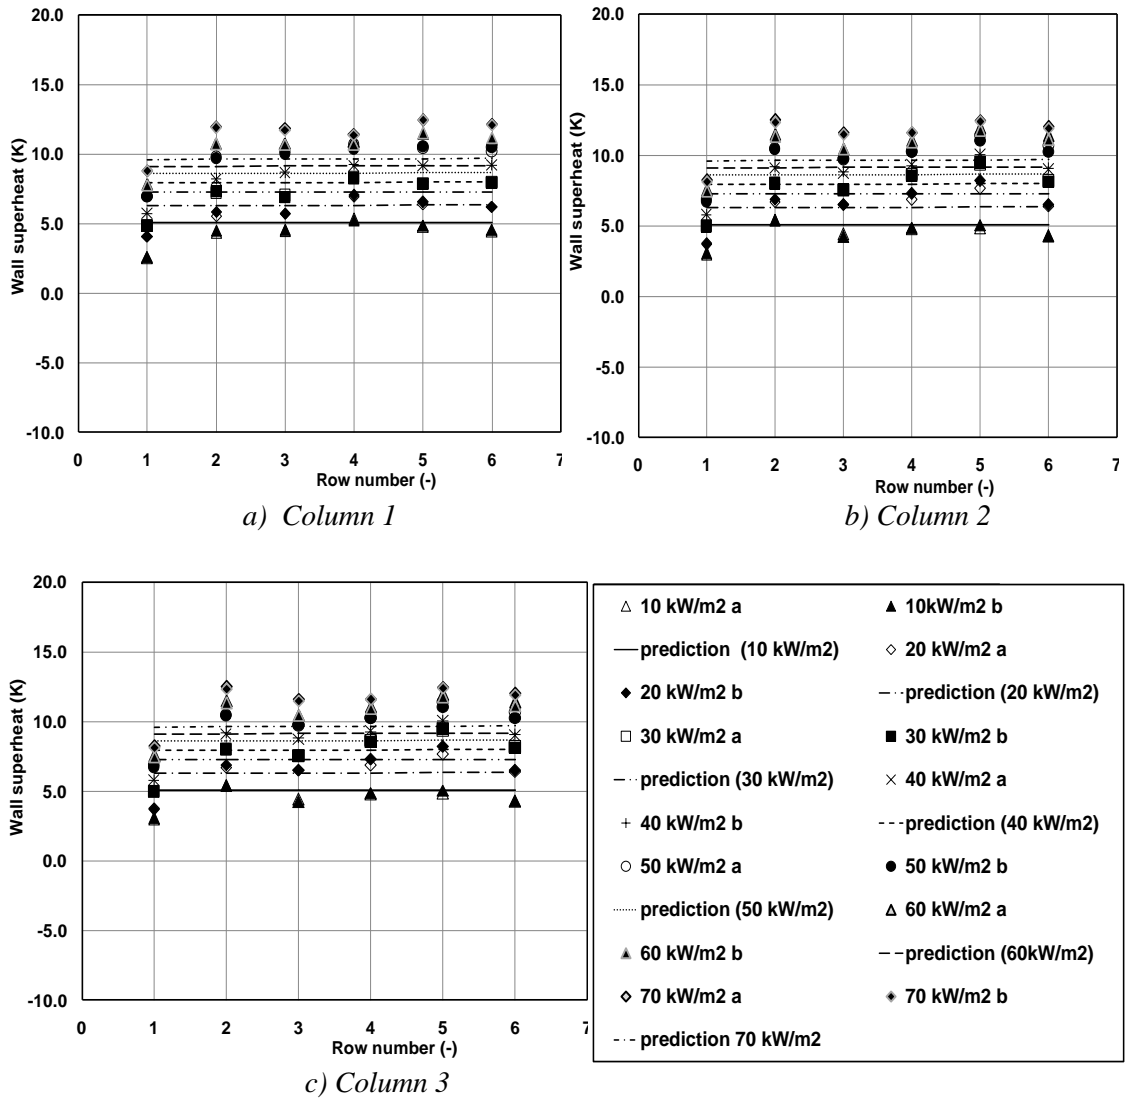 20.0
15.0
10.0
5.0
0.0
-5.0
-10.0
0 1 2 3 4 5 6 7
Wall superheat (K)
Row number (-)
a) Column 1
20.0
15.0
10.0
5.0
0.0
-5.0
-10.0
0 1 2 3 4 5 6 7
Wall superheat (K)
Row number (-)
b) Column 2
20.0
15.0
10.0
5.0
0.0
-5.0
-10.0
0 1 2 3 4 5 6 7
Wall superheat (K)
Row number (-)
c) Column 3
10 kW/m2 a
10kW/m2 b
prediction (10 kW/m2)
20 kW/m2 a
20 kW/m2 b
prediction (20 kW/m2)
30 kW/m2 a
30 kW/m2 b
prediction (30 kW/m2)
40 kW/m2 a
40 kW/m2 b
prediction (40 kW/m2)
50 kW/m2 a
50 kW/m2 b
prediction (50 kW/m2)
60 kW/m2 a
60 kW/m2 b
prediction (60kW/m2)
70 kW/m2 a
70 kW/m2 b
prediction 70 kW/m2